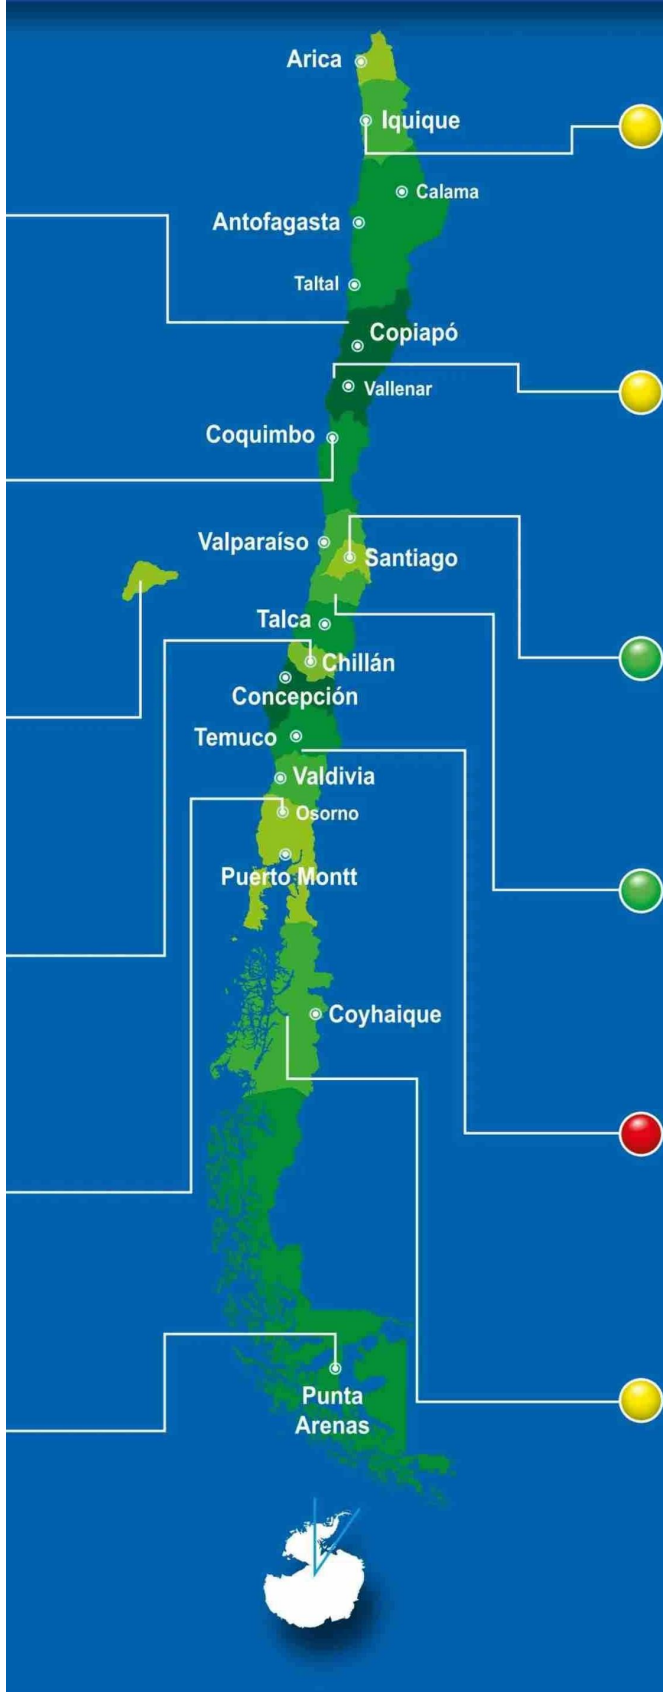 Arica
Iquique
Calama
Antofagasta
Taltal
Copiapó
Vallenar
Coquimbo
Valparaíso
Santiago
Talca
Chillán
Concepción
Temuco
Valdivia
Osorno
Puerto Montt
Coyhaique
Punta
Arenas